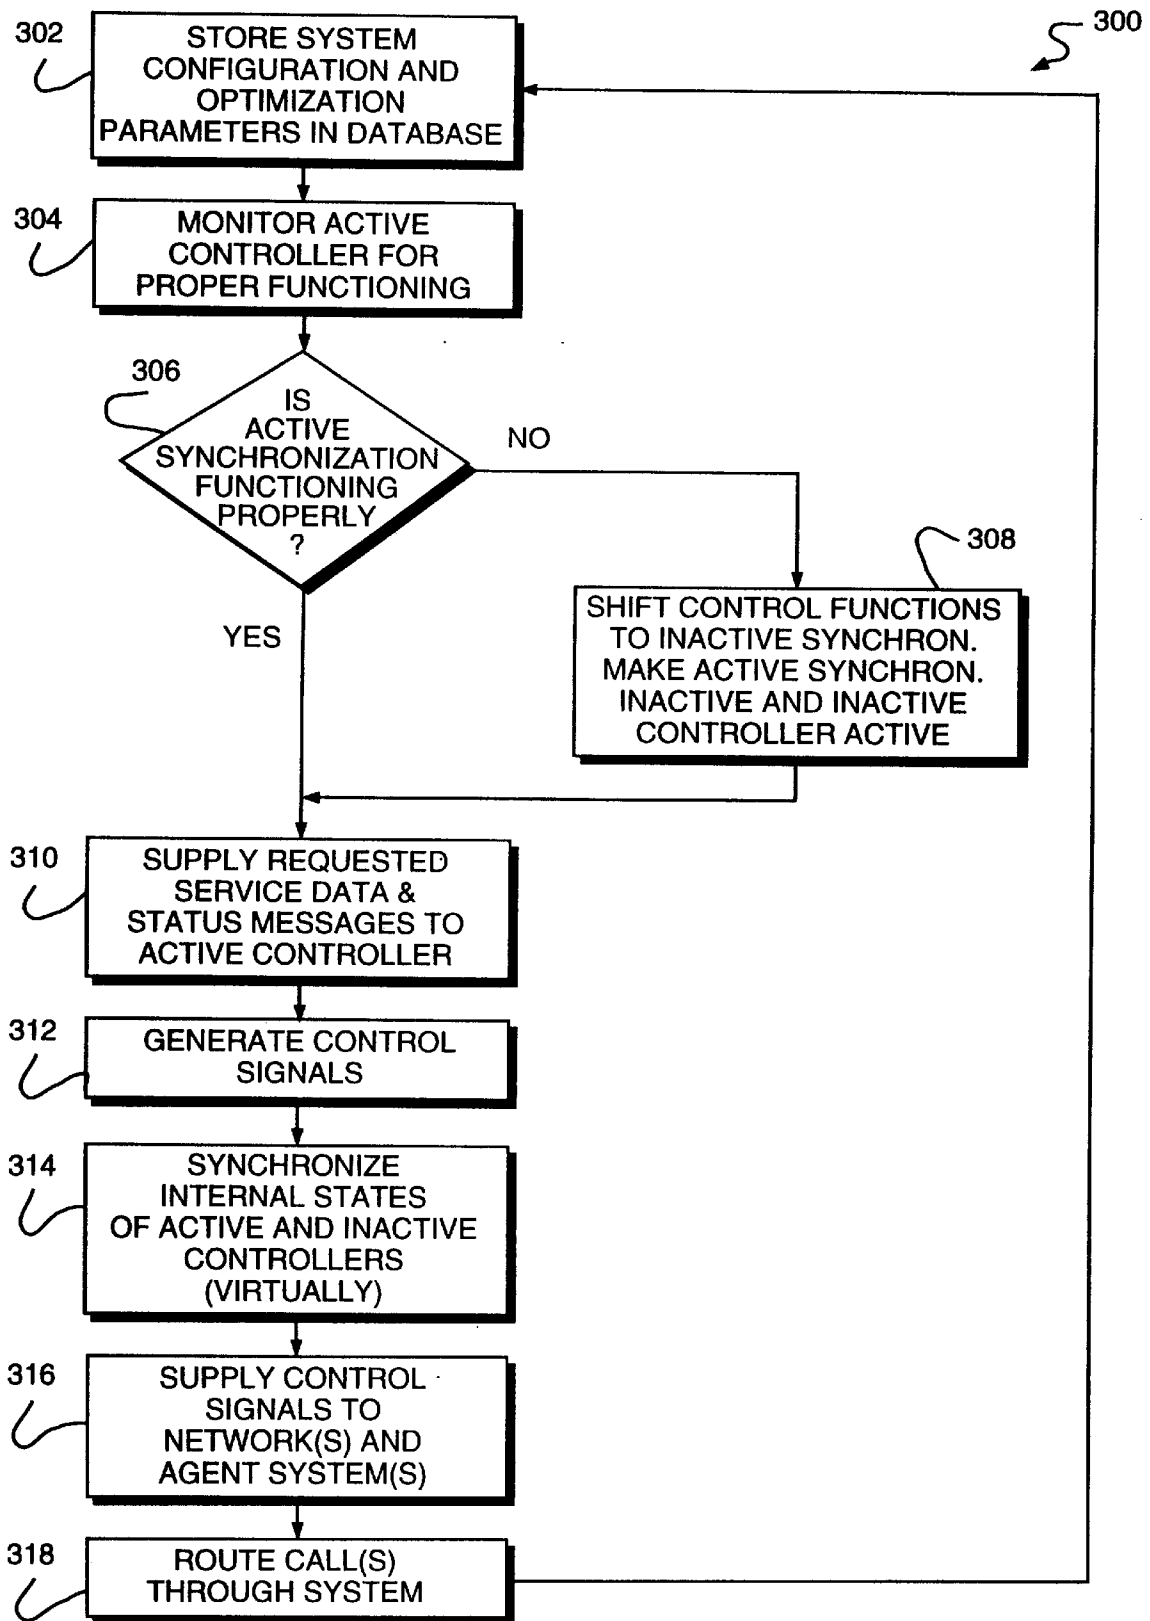 300
302
STORE SYSTEM
CONFIGURATION AND
OPTIMIZATION
PARAMETERS IN DATABASE
304
MONITOR ACTIVE
CONTROLLER FOR
PROPER FUNCTIONING
306
IS
ACTIVE
SYNCHRONIZATION
FUNCTIONING
PROPERLY
?
NO
YES
308
SHIFT CONTROL FUNCTIONS
TO INACTIVE SYNCHRON.
MAKE ACTIVE SYNCHRON.
INACTIVE AND INACTIVE
CONTROLLER ACTIVE
310
SUPPLY REQUESTED
SERVICE DATA &
STATUS MESSAGES TO
ACTIVE CONTROLLER
312
GENERATE CONTROL
SIGNALS
314
SYNCHRONIZE
INTERNAL STATES
OF ACTIVE AND INACTIVE
CONTROLLERS
(VIRTUALLY)
316
SUPPLY CONTROL
SIGNALS TO
NETWORK(S) AND
AGENT SYSTEM(S)
318
ROUTE CALL(S)
THROUGH SYSTEM